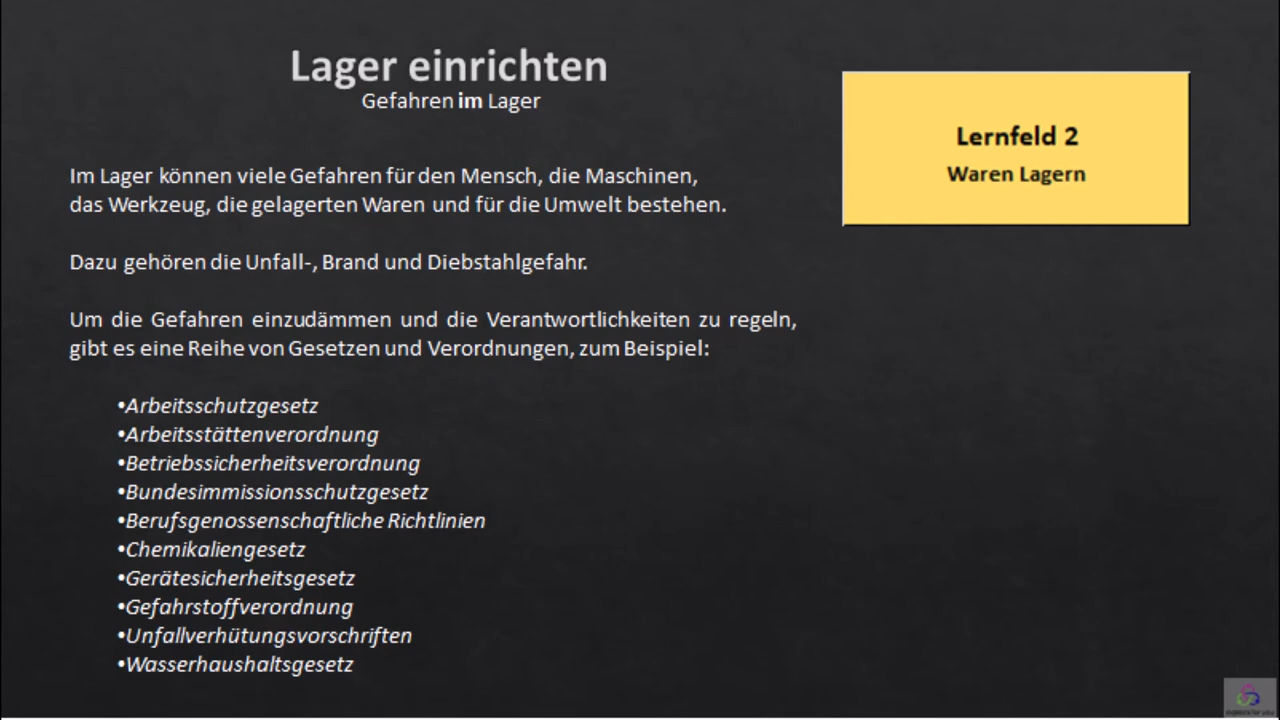 Lager einrichten
Gefahren im Lager
Lernfeld 2
Waren Lagern
Im Lager können viele Gefahren für den Mensch, die Maschinen,
das Werkzeug, die gelagerten Waren und für die Umwelt bestehen.
Dazu gehören die Unfall-, Brand und Diebstahlgefahr.
Um die Gefahren einzudämmen und die Verantwortlichkeiten zu regeln,
gibt es eine Reihe von Gesetzen und Verordnungen, zum Beispiel:
•Arbeitsschutzgesetz
•Arbeitsstättenverordnung
•Betriebssicherheitsverordnung
•Bundesimmissionsschutzgesetz
•Berufsgenossenschaftliche Richtlinien
•Chemikaliengesetz
•Gerätesicherheitsgesetz
•Gefahrstoffverordnung
•Unfallverhütungsvorschriften
•Wasserhaushaltsgesetz